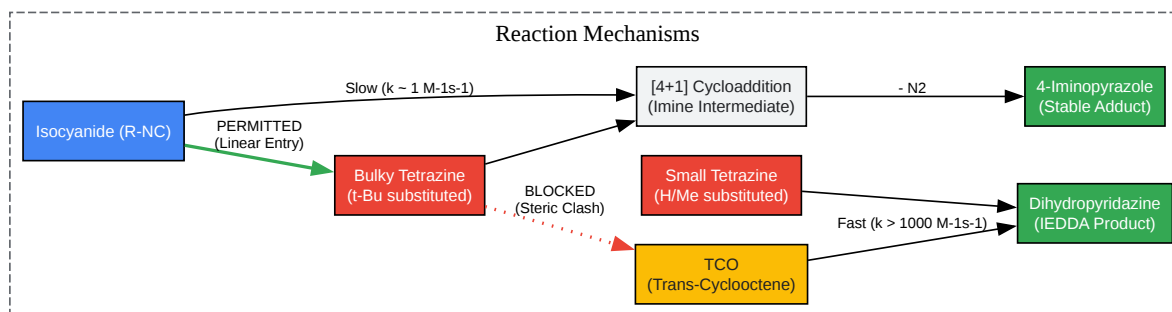 Reaction Mechanisms
Isocyanide (R-NC)
Slow (k ~ 1 M-1s-1)
PERMITTED
(Linear Entry)
[4+1] Cycloaddition
(Imine Intermediate)
- N2
4-Iminopyrazole
(Stable Adduct)
Bulky Tetrazine
(t-Bu substituted)
BLOCKED
(Steric Clash)
Small Tetrazine
(H/Me substituted)
Fast (k > 1000 M-1s-1)
Dihydropyridazine
(IEDDA Product)
TCO
(Trans-Cyclooctene)